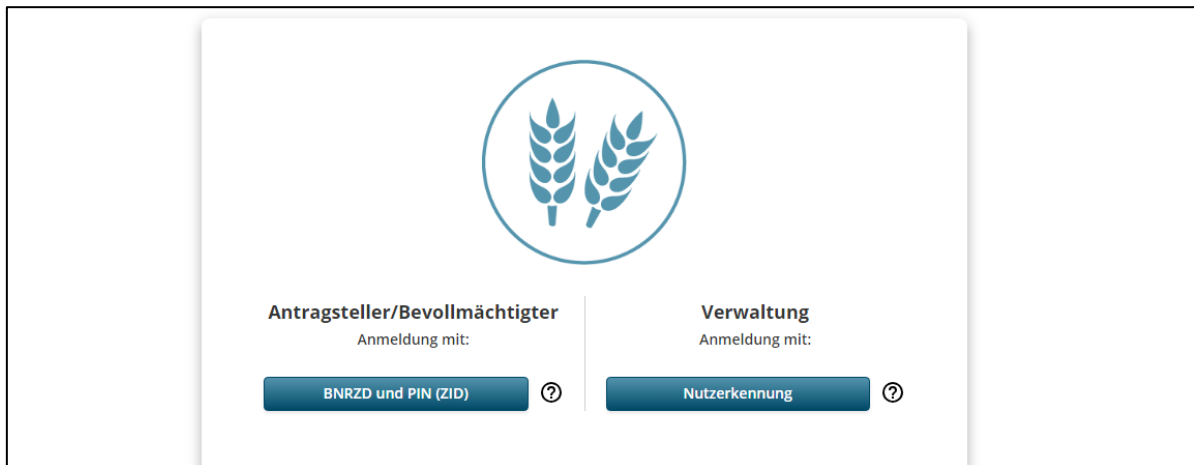 Antragsteller/Bevollmächtigter
Anmeldung mit:
BNRZD und PIN (ZID)
Verwaltung
Anmeldung mit:
Nutzerkennung